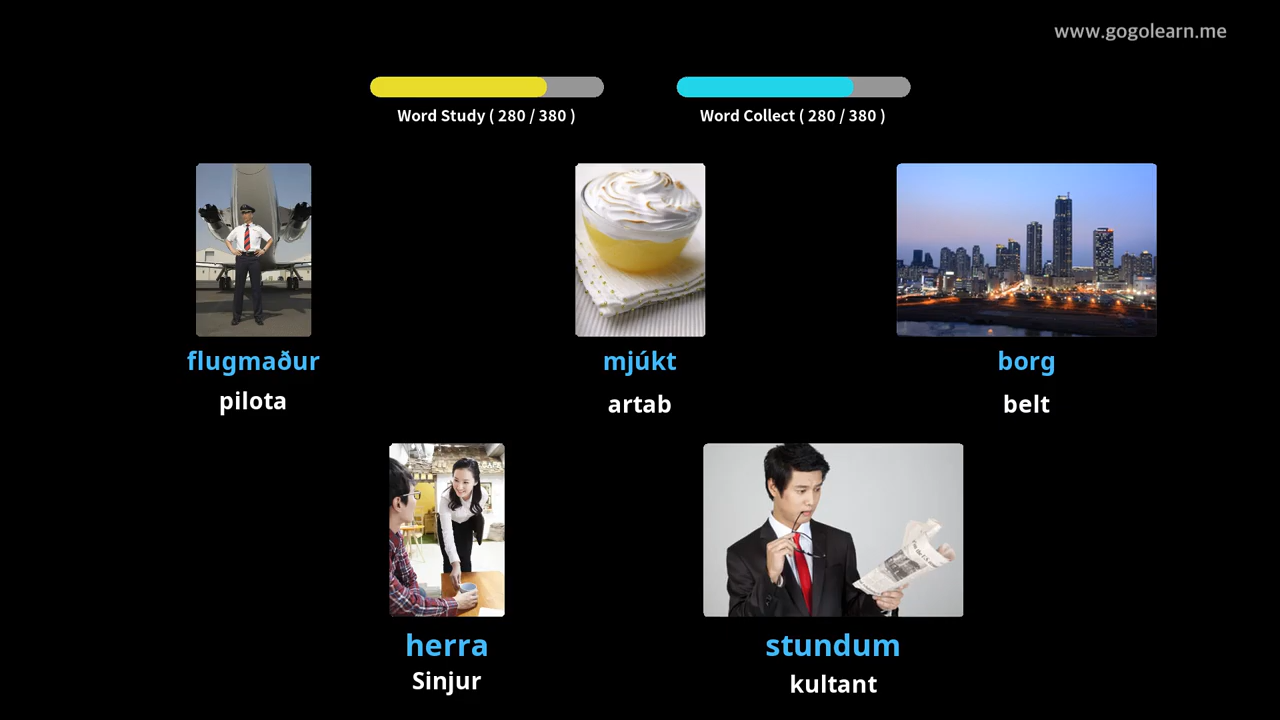 www.gogolearn.me
Word Study ( 280 / 380 )
Word Collect ( 280 / 380 )
flugmaður
pilota
mjúkt
artab
borg
belt
herra
Sinjur
stundum
kultant